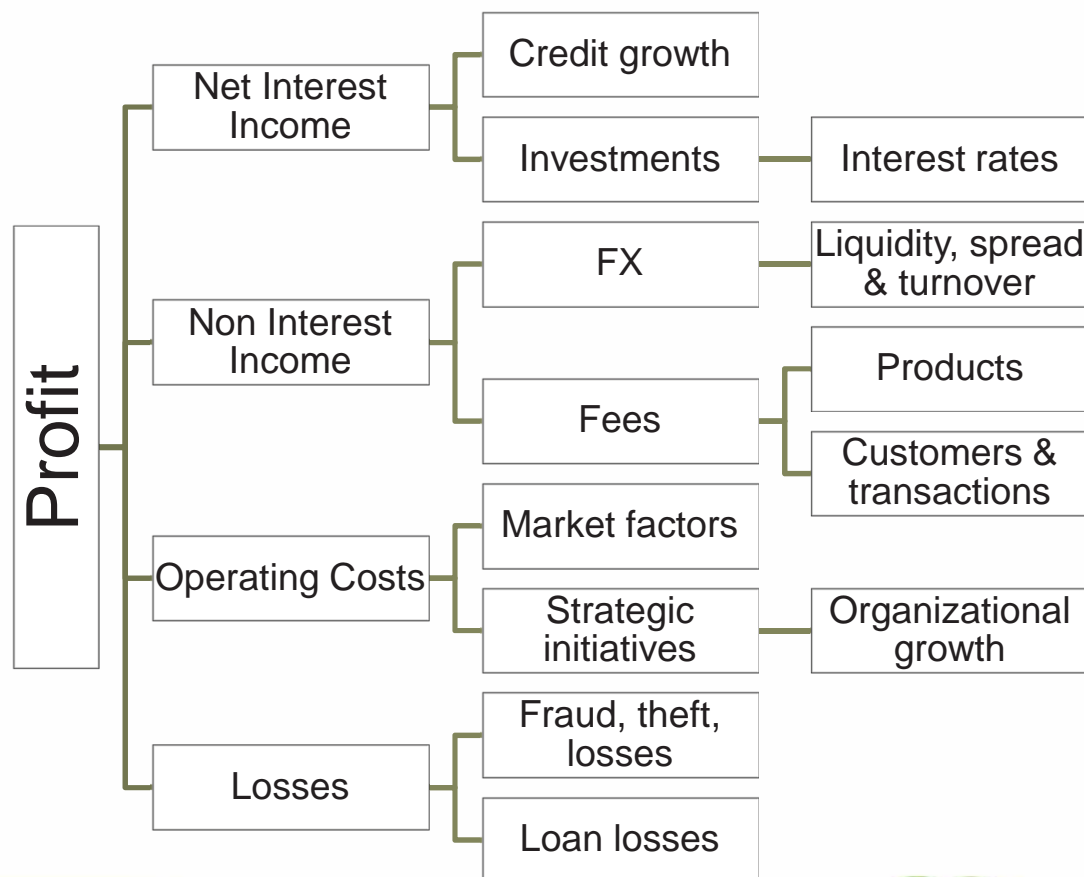 Profit
Net Interest
Income
Credit growth
Investments
Interest rates
Non Interest
Income
FX
Liquidity, spread
& turnover
Fees
Products
Customers &
transactions
Operating Costs
Market factors
Strategic
initiatives
Organizational
growth
Losses
Fraud, theft,
losses
Loan losses